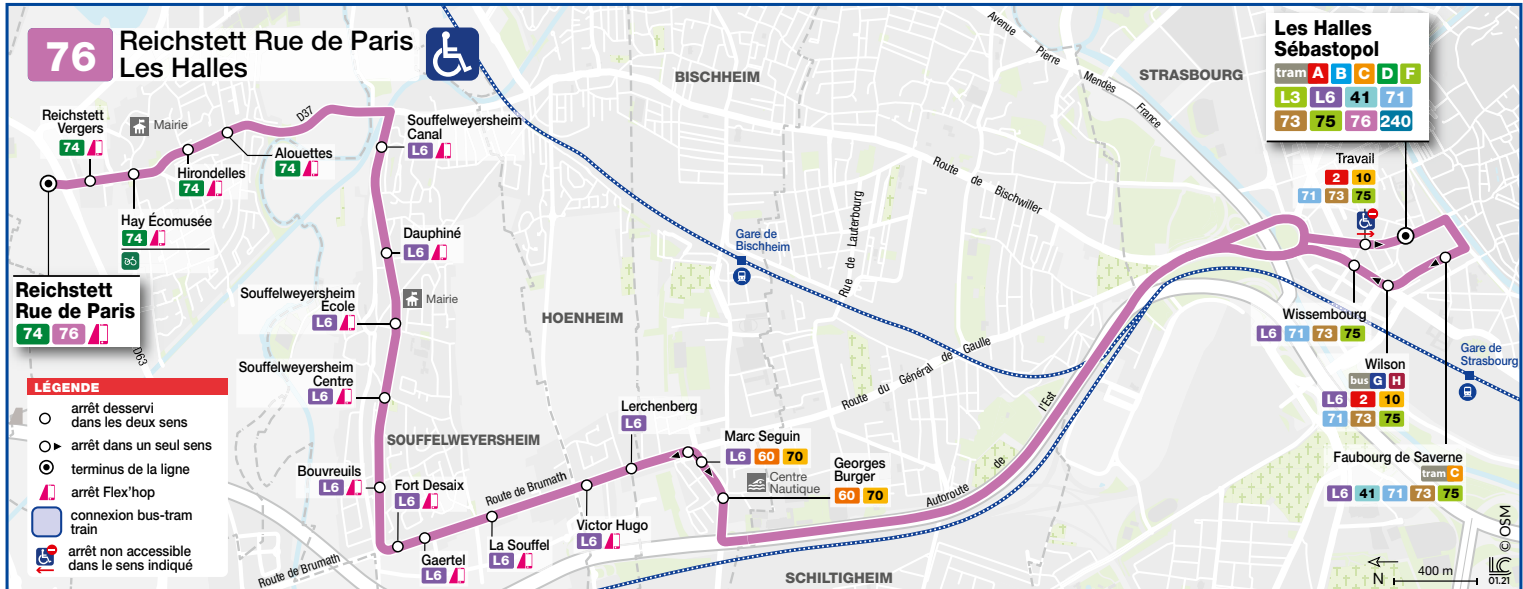 76
Reichstett Rue de Paris
Les Halles
Reichstett
Vergers
74
Mairie
Hirondelles
74
Alouettes
74
D37
Hay Écomusée
74
Reichstett
Rue de Paris
74 76
D63
Souffelweyersheim
Canal
L6
Dauphiné
L6
Souffelweyersheim
École
L6
Mairie
Souffelweyersheim
Centre
L6
SOUFFELWEYERSHEIM
Bouvreuils
L6
Fort Desaix
L6
Gaertel
L6
Route de Brumath
Route de Brumath
La Souffel
L6
Victor Hugo
L6
Lerchenberg
L6
Marc Seguin
L6 60 70
Centre
Nautique
Georges
Burger
60 70
HOENHEIM
BISCHHEIM
SCHILTIGHEIM
STRASBOURG
Gare de
Bischheim
Rue de Lauterbourg
Route de Bischwiller
Avenue Pierre Mendès France
Route du Général de Gaulle
Autoroute de l'Est
Les Halles
Sébastopol
tram A B C D F
L3 L6 41 71
73 75 76 240
Travail
2 10
71 73 75
Wissembourg
L6 71 73 75
Wilson
bus G H
L6 2 10
71 73 75
Gare de
Strasbourg
Faubourg de Saverne
tram C
L6 41 71 73 75
LÉGENDE
arrêt desservi
dans les deux sens
arrêt dans un seul sens
terminus de la ligne
arrêt Flex'hop
connexion bus-tram
train
arrêt non accessible
dans le sens indiqué
N
400 m
© OSM
01.21